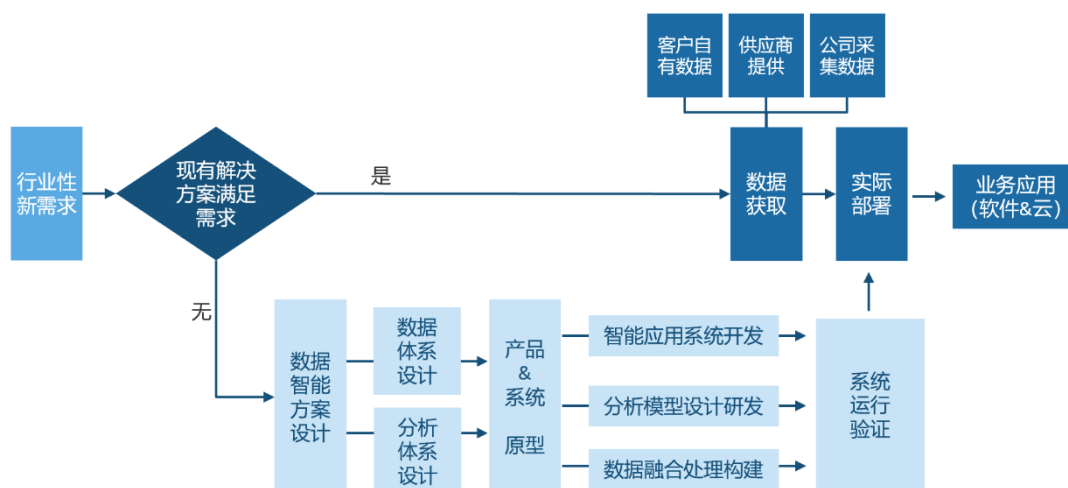 客户自
有数据
供应商
提供
公司采
集数据
行业性
新需求
现有解决
方案满足
需求
是
数据
获取
实际
部署
业务应用
（软件&云）
无
数据
智能
方案
设计
数据
体系
设计
分析
体系
设计
产品
&
系统
原型
智能应用系统开发
分析模型设计研发
数据融合处理构建
系统
运行
验证